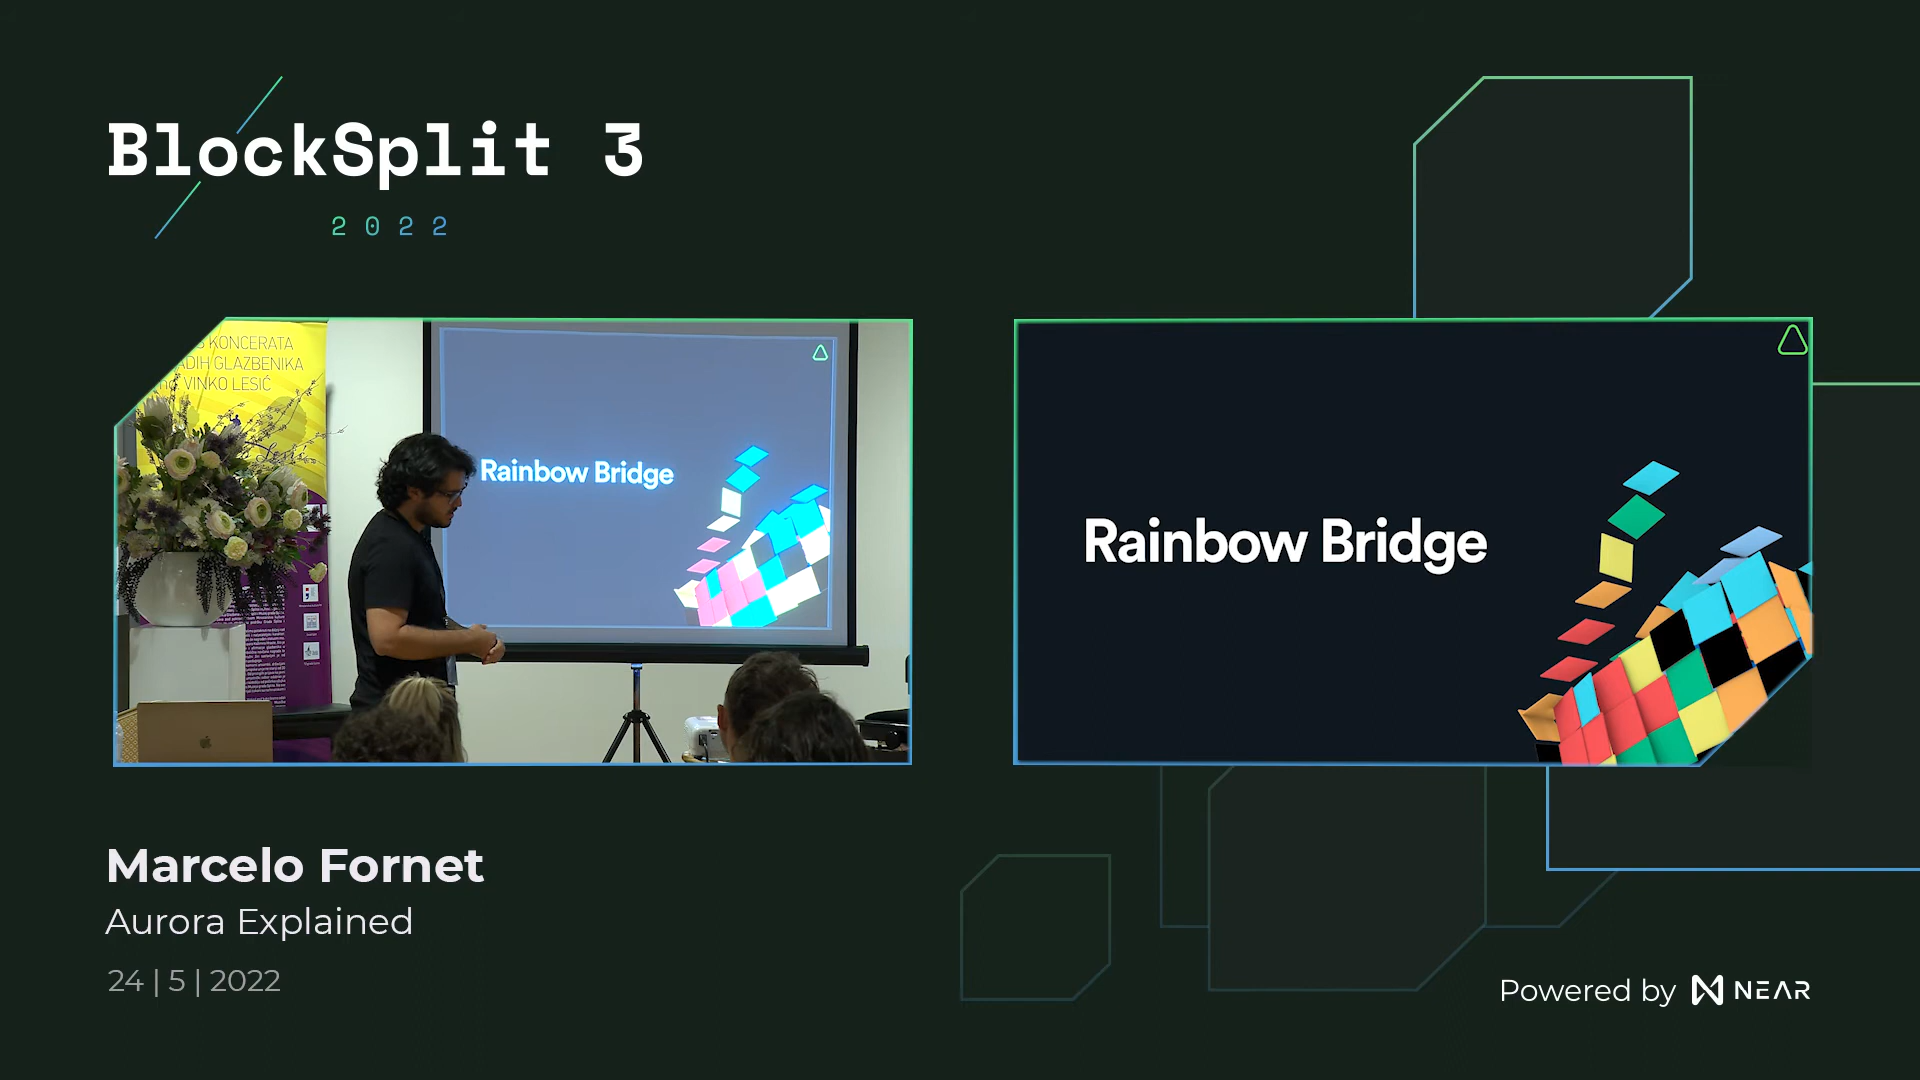 BlockSplit 3
2022
KONCERATA
GLAZBENIKA
VINKO LESIĆ
Rainbow Bridge
Rainbow Bridge
Marcelo Fornet
Aurora Explained
24 | 5 | 2022
Powered by NEAR